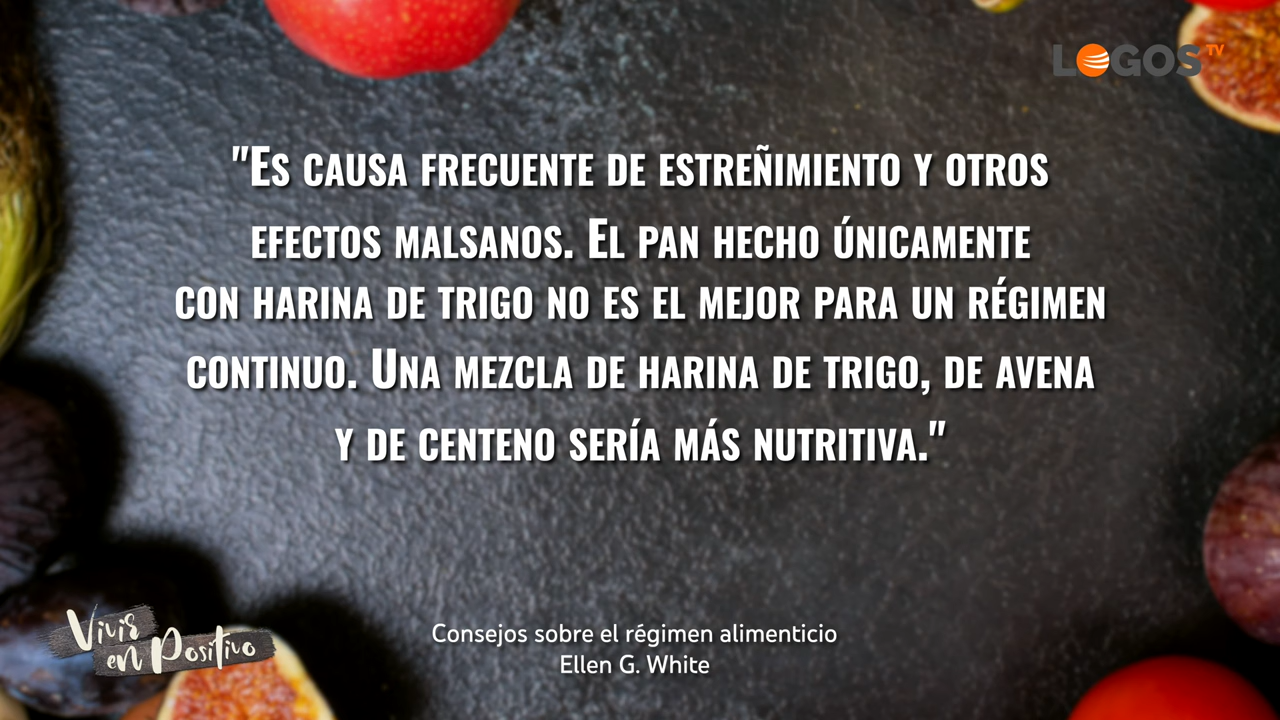 LOGOS TV
"Es causa frecuente de estreñimiento y otros
efectos malsanos. El pan hecho únicamente
con harina de trigo no es el mejor para un régimen
continuo. Una mezcla de harina de trigo, de avena
y de centeno sería más nutritiva."
Consejos sobre el régimen alimenticio
Ellen G. White
Vivir
en Positivo